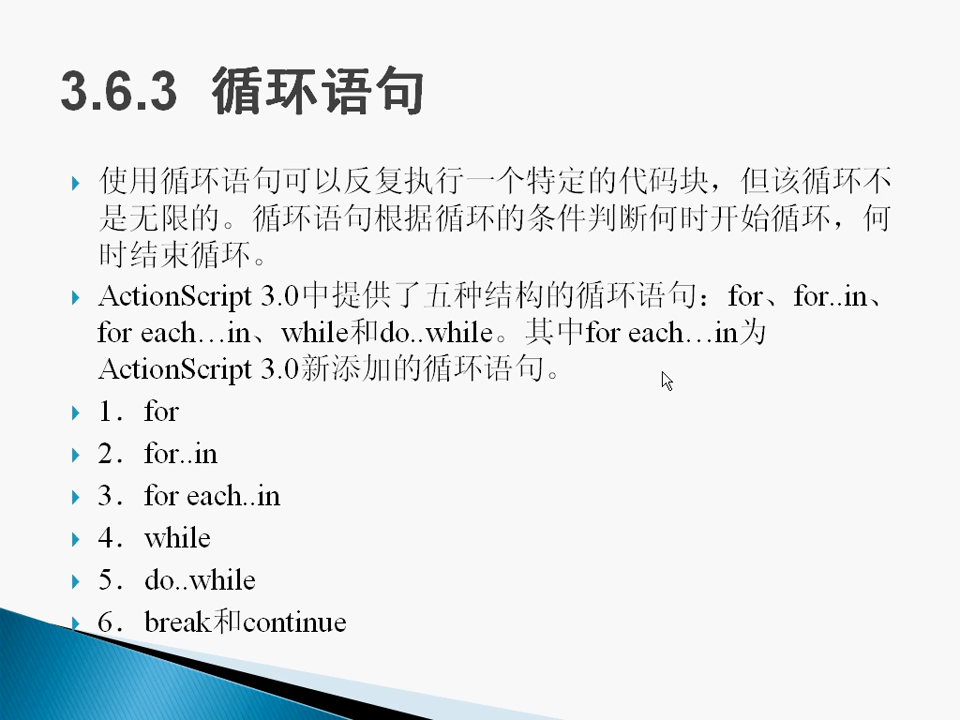 3.6.3 循环语句
使用循环语句可以反复执行一个特定的代码块，但该循环不
是无限的。循环语句根据循环的条件判断何时开始循环，何
时结束循环。
ActionScript 3.0中提供了五种结构的循环语句：for、for..in、
for each…in、while和do..while。其中for each…in为
ActionScript 3.0新添加的循环语句。
1．for
2．for..in
3．for each..in
4．while
5．do..while
6．break和continue